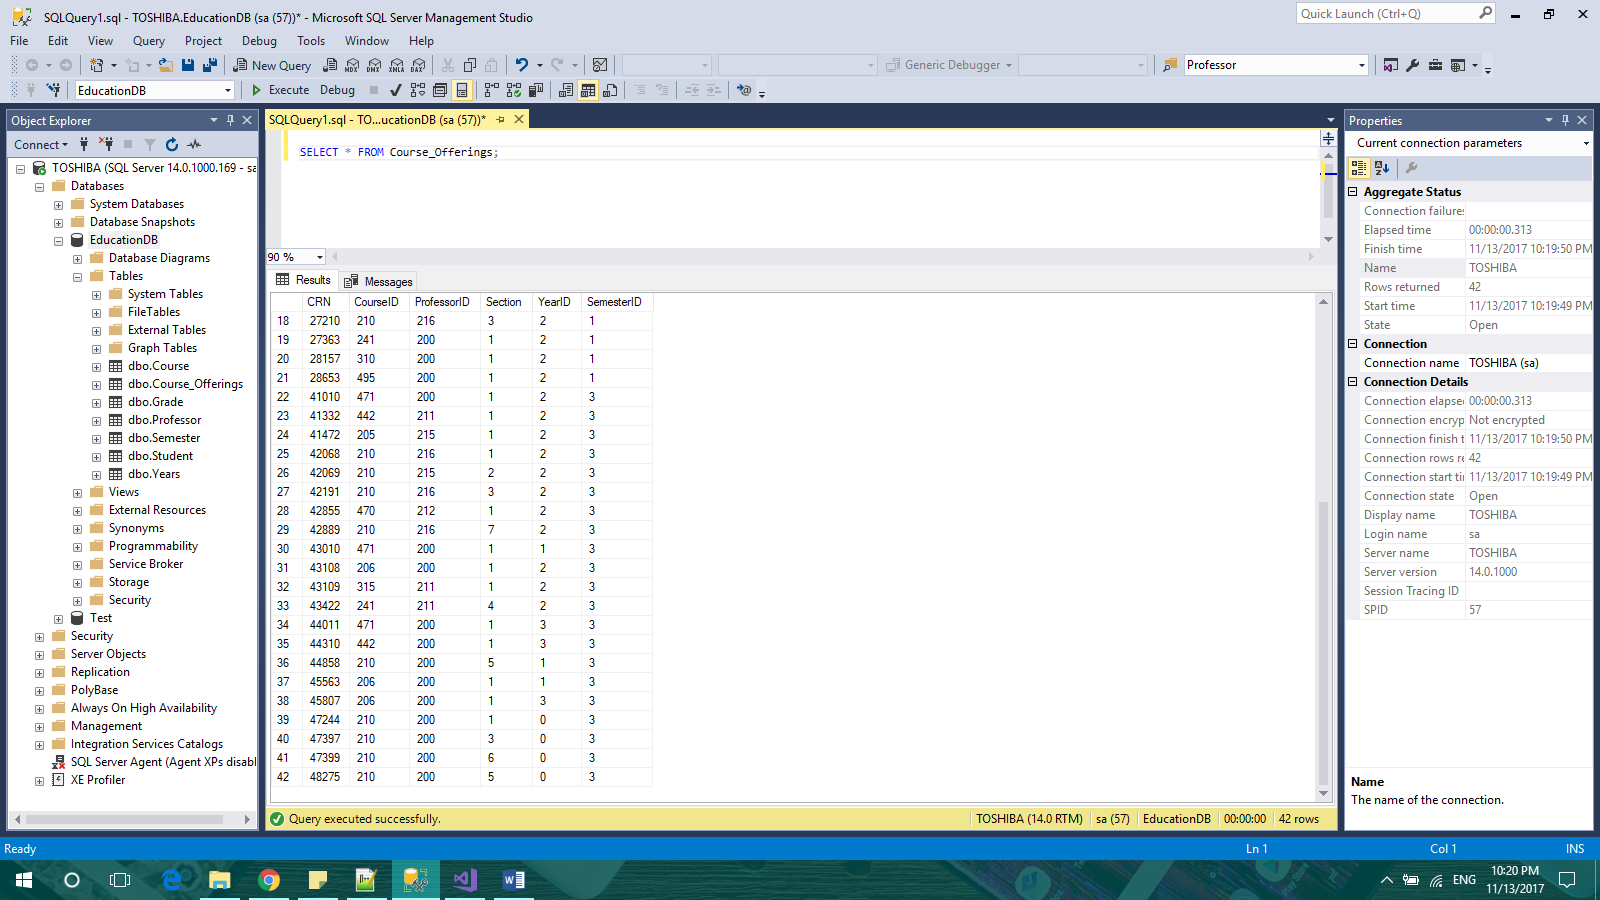 SQLQuery1.sql - TOSHIBA.EducationDB (sa (57))* - Microsoft SQL Server Management Studio
Quick Launch (Ctrl+Q)
File Edit View Query Project Debug Tools Window Help
New Query MDX DMX XMLA DAX Generic Debugger Professor
EducationDB Execute Debug
Object Explorer
Connect
TOSHIBA (SQL Server 14.0.1000.169 - sa
Databases
System Databases
Database Snapshots
EducationDB
Database Diagrams
Tables
System Tables
FileTables
External Tables
Graph Tables
dbo.Course
dbo.Course_Offerings
dbo.Grade
dbo.Professor
dbo.Semester
dbo.Student
dbo.Years
Views
External Resources
Synonyms
Programmability
Service Broker
Storage
Security
Test
Security
Server Objects
Replication
PolyBase
Always On High Availability
Management
Integration Services Catalogs
SQL Server Agent (Agent XPs disabl
XE Profiler
SQLQuery1.sql - TO...ucationDB (sa (57))*
SELECT * FROM Course_Offerings;
90 %
Results Messages
CRN CourseID ProfessorID Section YearID SemesterID
18 27210 210 216 3 2 1
19 27363 241 200 1 2 1
20 28157 310 200 1 2 1
21 28653 495 200 1 2 1
22 41010 471 200 1 2 3
23 41332 442 211 1 2 3
24 41472 205 215 1 2 3
25 42068 210 216 1 2 3
26 42069 210 215 2 2 3
27 42191 210 216 3 2 3
28 42855 470 212 1 2 3
29 42889 210 216 7 2 3
30 43010 471 200 1 1 3
31 43108 206 200 1 2 3
32 43109 315 211 1 2 3
33 43422 241 211 4 2 3
34 44011 471 200 1 3 3
35 44310 442 200 1 3 3
36 44858 210 200 5 1 3
37 45563 206 200 1 1 3
38 45807 206 200 1 3 3
39 47244 210 200 1 0 3
40 47397 210 200 3 0 3
41 47399 210 200 6 0 3
42 48275 210 200 5 0 3
Query executed successfully. TOSHIBA (14.0 RTM) sa (57) EducationDB 00:00:00 42 rows
Properties
Current connection parameters
Aggregate Status
Connection failures
Elapsed time 00:00:00.313
Finish time 11/13/2017 10:19:50 PM
Name TOSHIBA
Rows returned 42
Start time 11/13/2017 10:19:49 PM
State Open
Connection
Connection name TOSHIBA (sa)
Connection Details
Connection elapse 00:00:00.313
Connection encryp Not encrypted
Connection finish t 11/13/2017 10:19:50 PM
Connection rows re 42
Connection start ti 11/13/2017 10:19:49 PM
Connection state Open
Display name TOSHIBA
Login name sa
Server name TOSHIBA
Server version 14.0.1000
Session Tracing ID
SPID 57
Name
The name of the connection.
Ready Ln 1 Col 1 INS
ENG 10:20 PM
11/13/2017